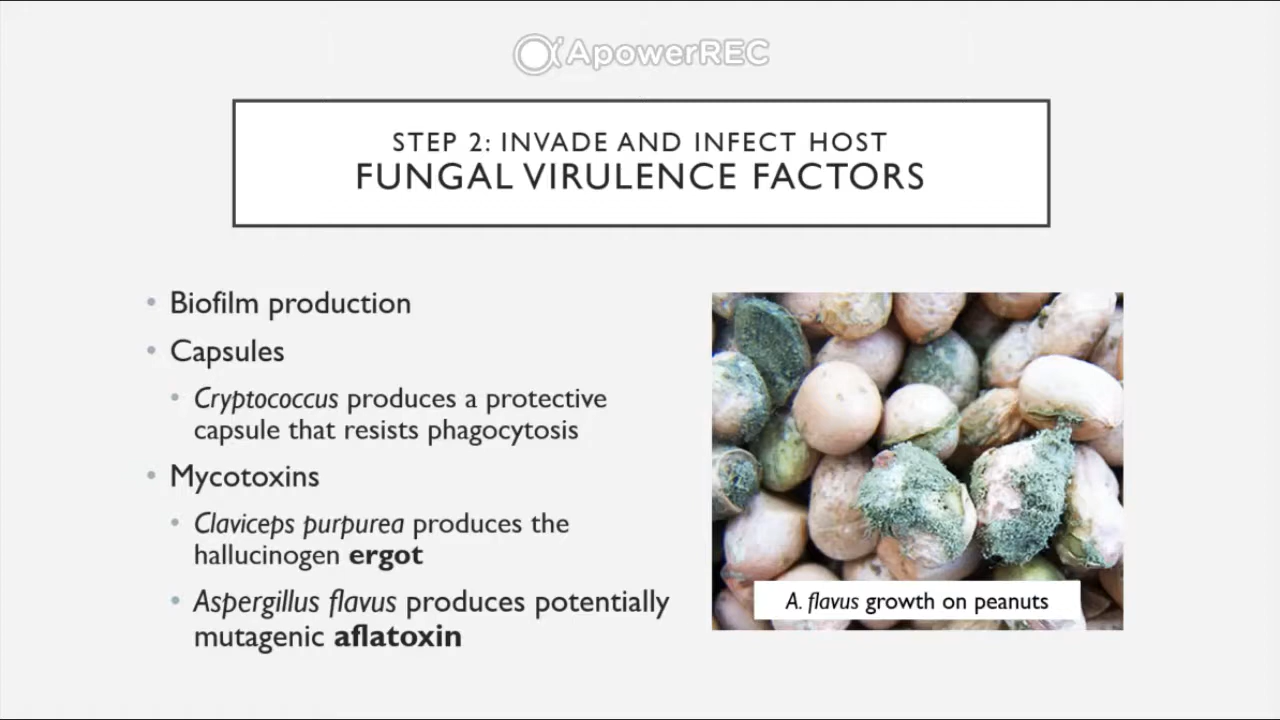 ApowerREC
STEP 2: INVADE AND INFECT HOST
FUNGAL VIRULENCE FACTORS
• Biofilm production
• Capsules
• Cryptococcus produces a protective
capsule that resists phagocytosis
• Mycotoxins
• Claviceps purpurea produces the
hallucinogen ergot
• Aspergillus flavus produces potentially
mutagenic aflatoxin
A. flavus growth on peanuts